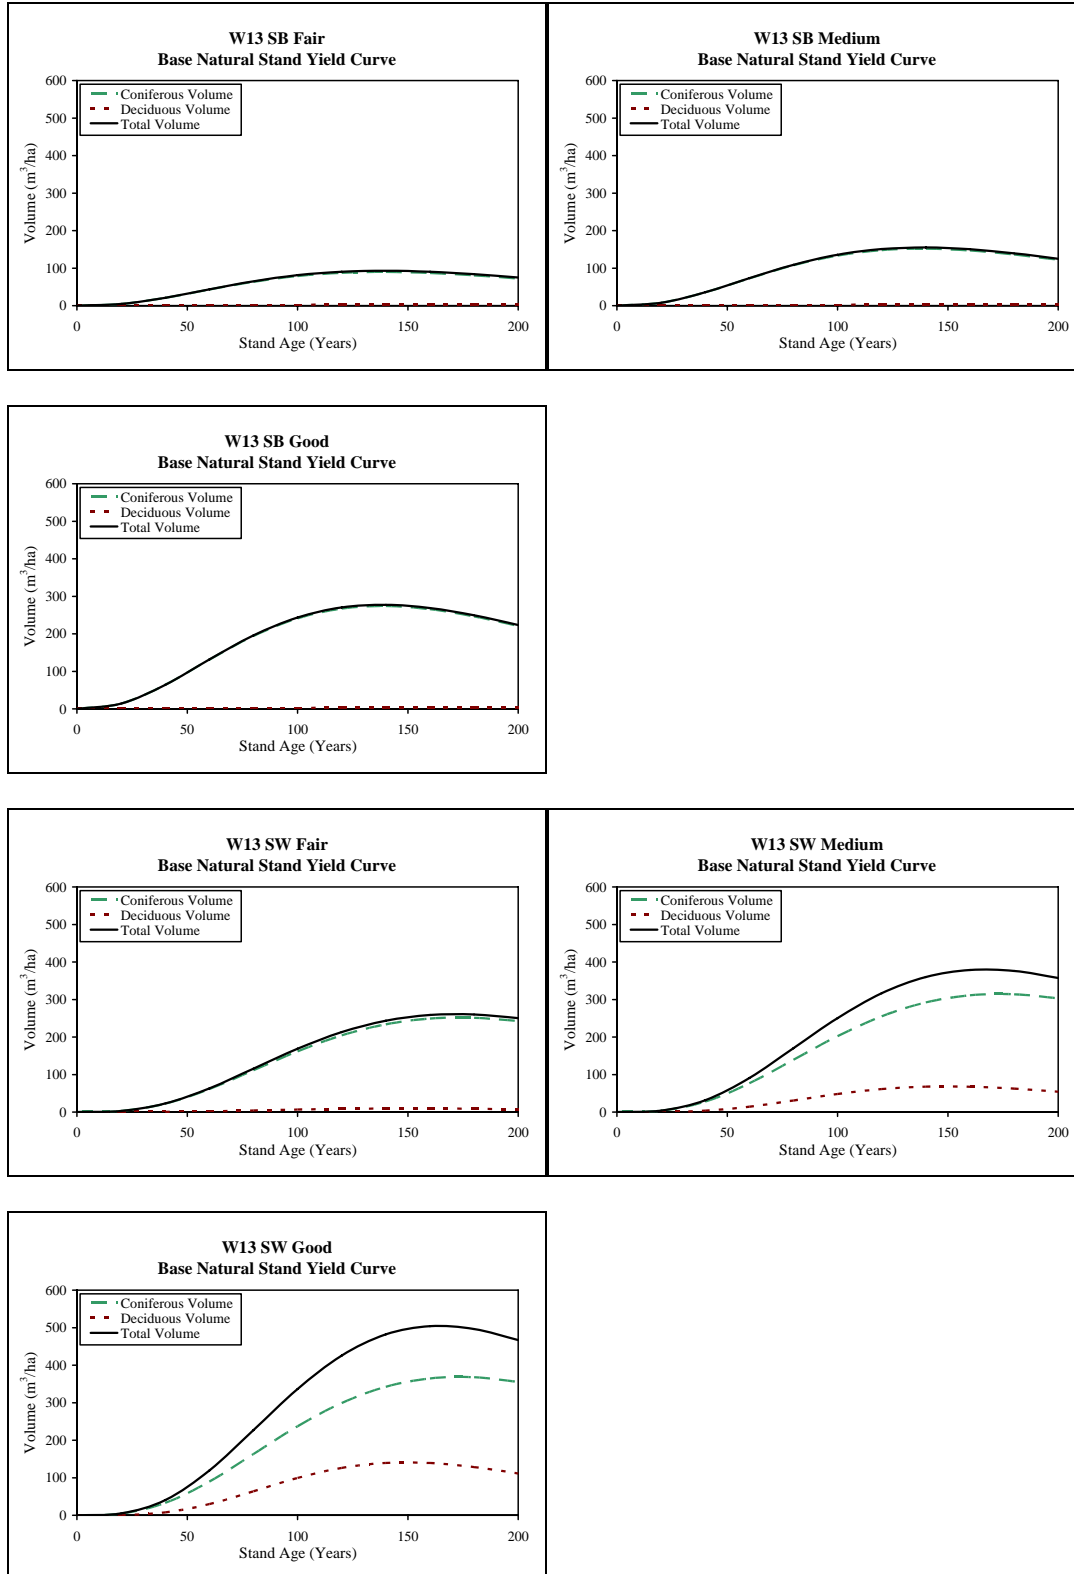 W13 SB Fair
Base Natural Stand Yield Curve
600
500
400
300
200
100
0
Volume (m³/ha)
Coniferous Volume
Deciduous Volume
Total Volume
0 50 100 150 200
Stand Age (Years)
W13 SB Medium
Base Natural Stand Yield Curve
600
500
400
300
200
100
0
Volume (m³/ha)
Coniferous Volume
Deciduous Volume
Total Volume
0 50 100 150 200
Stand Age (Years)
W13 SB Good
Base Natural Stand Yield Curve
600
500
400
300
200
100
0
Volume (m³/ha)
Coniferous Volume
Deciduous Volume
Total Volume
0 50 100 150 200
Stand Age (Years)
W13 SW Fair
Base Natural Stand Yield Curve
600
500
400
300
200
100
0
Volume (m³/ha)
Coniferous Volume
Deciduous Volume
Total Volume
0 50 100 150 200
Stand Age (Years)
W13 SW Medium
Base Natural Stand Yield Curve
600
500
400
300
200
100
0
Volume (m³/ha)
Coniferous Volume
Deciduous Volume
Total Volume
0 50 100 150 200
Stand Age (Years)
W13 SW Good
Base Natural Stand Yield Curve
600
500
400
300
200
100
0
Volume (m³/ha)
Coniferous Volume
Deciduous Volume
Total Volume
0 50 100 150 200
Stand Age (Years)